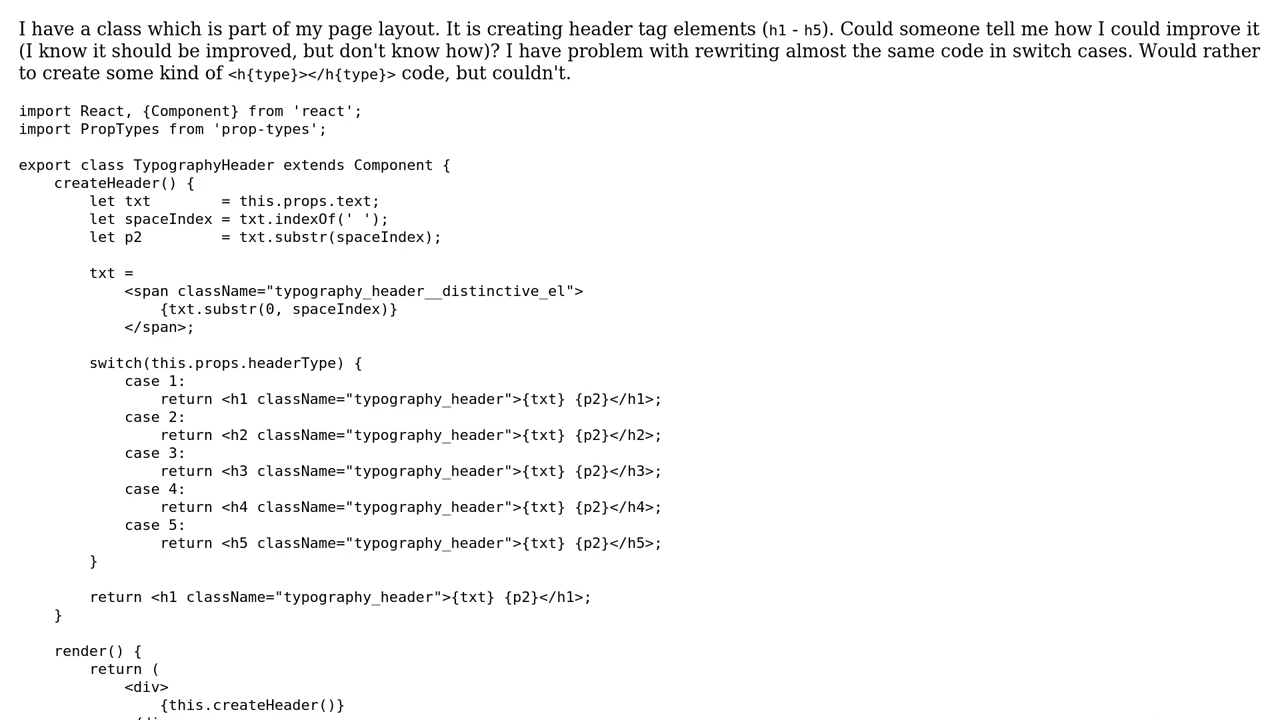 I have a class which is part of my page layout. It is creating header tag elements (h1 - h5). Could someone tell me how I could improve it
(I know it should be improved, but don't know how)? I have problem with rewriting almost the same code in switch cases. Would rather
to create some kind of <h{type}></h{type}> code, but couldn't.
import React, {Component} from 'react';
import PropTypes from 'prop-types';
export class TypographyHeader extends Component {
    createHeader() {
        let txt        = this.props.text;
        let spaceIndex = txt.indexOf(' ');
        let p2         = txt.substr(spaceIndex);
        txt =
            <span className="typography_header__distinctive_el">
                {txt.substr(0, spaceIndex)}
            </span>;
        switch(this.props.headerType) {
            case 1:
                return <h1 className="typography_header">{txt} {p2}</h1>;
            case 2:
                return <h2 className="typography_header">{txt} {p2}</h2>;
            case 3:
                return <h3 className="typography_header">{txt} {p2}</h3>;
            case 4:
                return <h4 className="typography_header">{txt} {p2}</h4>;
            case 5:
                return <h5 className="typography_header">{txt} {p2}</h5>;
        }
        return <h1 className="typography_header">{txt} {p2}</h1>;
    }
    render() {
        return (
            <div>
                {this.createHeader()}